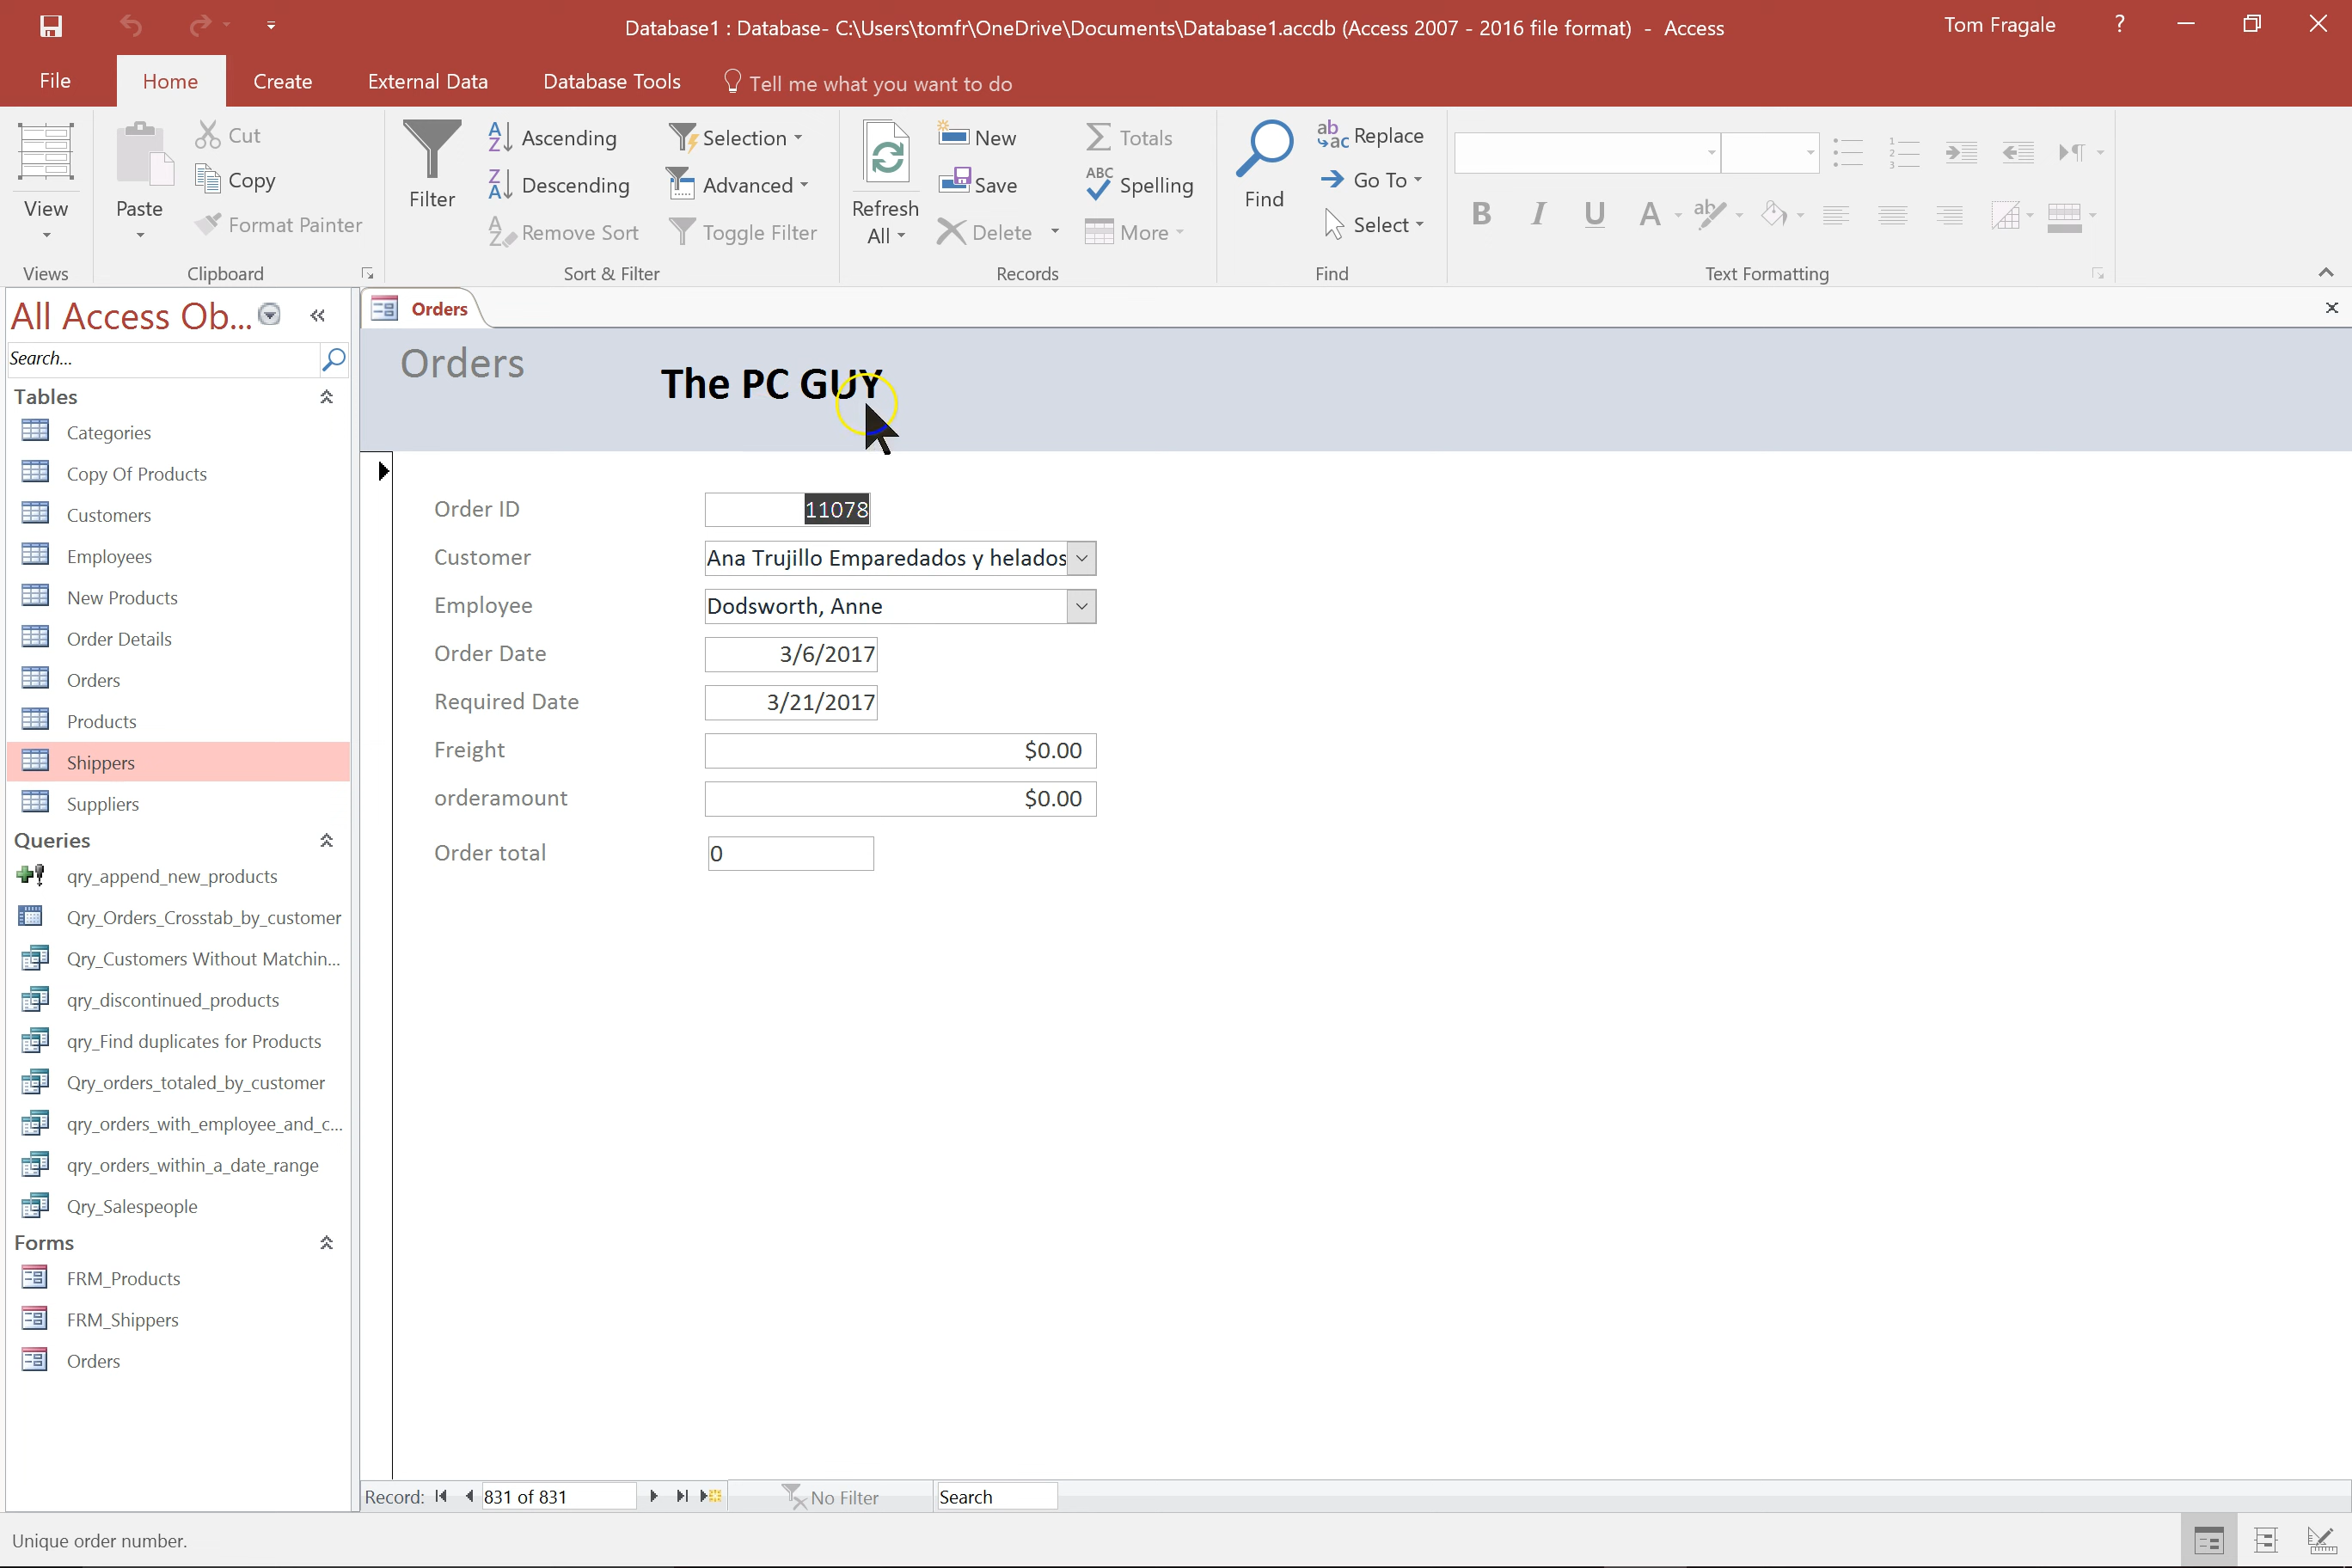 Database1 : Database- C:\Users\tomfr\OneDrive\Documents\Database1.accdb (Access 2007 - 2016 file format) - Access
Tom Fragale
?
File
Home
Create
External Data
Database Tools
Tell me what you want to do
View
Views
Paste
Cut
Copy
Format Painter
Clipboard
Filter
Ascending
Descending
Remove Sort
Selection
Advanced
Toggle Filter
Sort & Filter
Refresh
All
New
Save
Delete
Totals
Spelling
More
Records
Find
Replace
Go To
Select
Find
B I U A
Text Formatting
All Access Ob...
Search...
Tables
Categories
Copy Of Products
Customers
Employees
New Products
Order Details
Orders
Products
Shippers
Suppliers
Queries
qry_append_new_products
Qry_Orders_Crosstab_by_customer
Qry_Customers Without Matchin...
qry_discontinued_products
qry_Find duplicates for Products
Qry_orders_totaled_by_customer
qry_orders_with_employee_and_c...
qry_orders_within_a_date_range
Qry_Salespeople
Forms
FRM_Products
FRM_Shippers
Orders
Orders
Orders
The PC GUY
Order ID 11078
Customer Ana Trujillo Emparedados y helados
Employee Dodsworth, Anne
Order Date 3/6/2017
Required Date 3/21/2017
Freight $0.00
orderamount $0.00
Order total 0
Record: 831 of 831 No Filter Search
Unique order number.